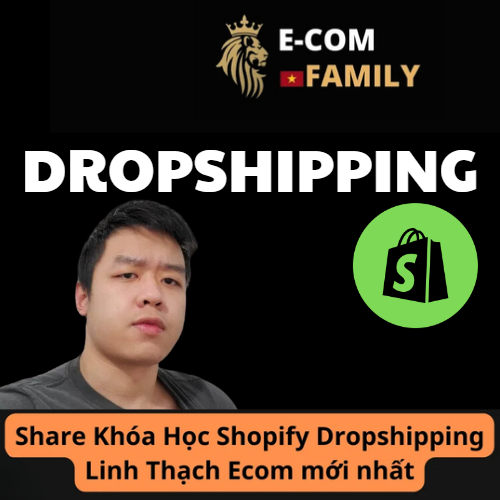 E-COM
FAMILY
DROPSHIPPING
S
Share Khóa Học Shopify Dropshipping
Linh Thạch Ecom mới nhất